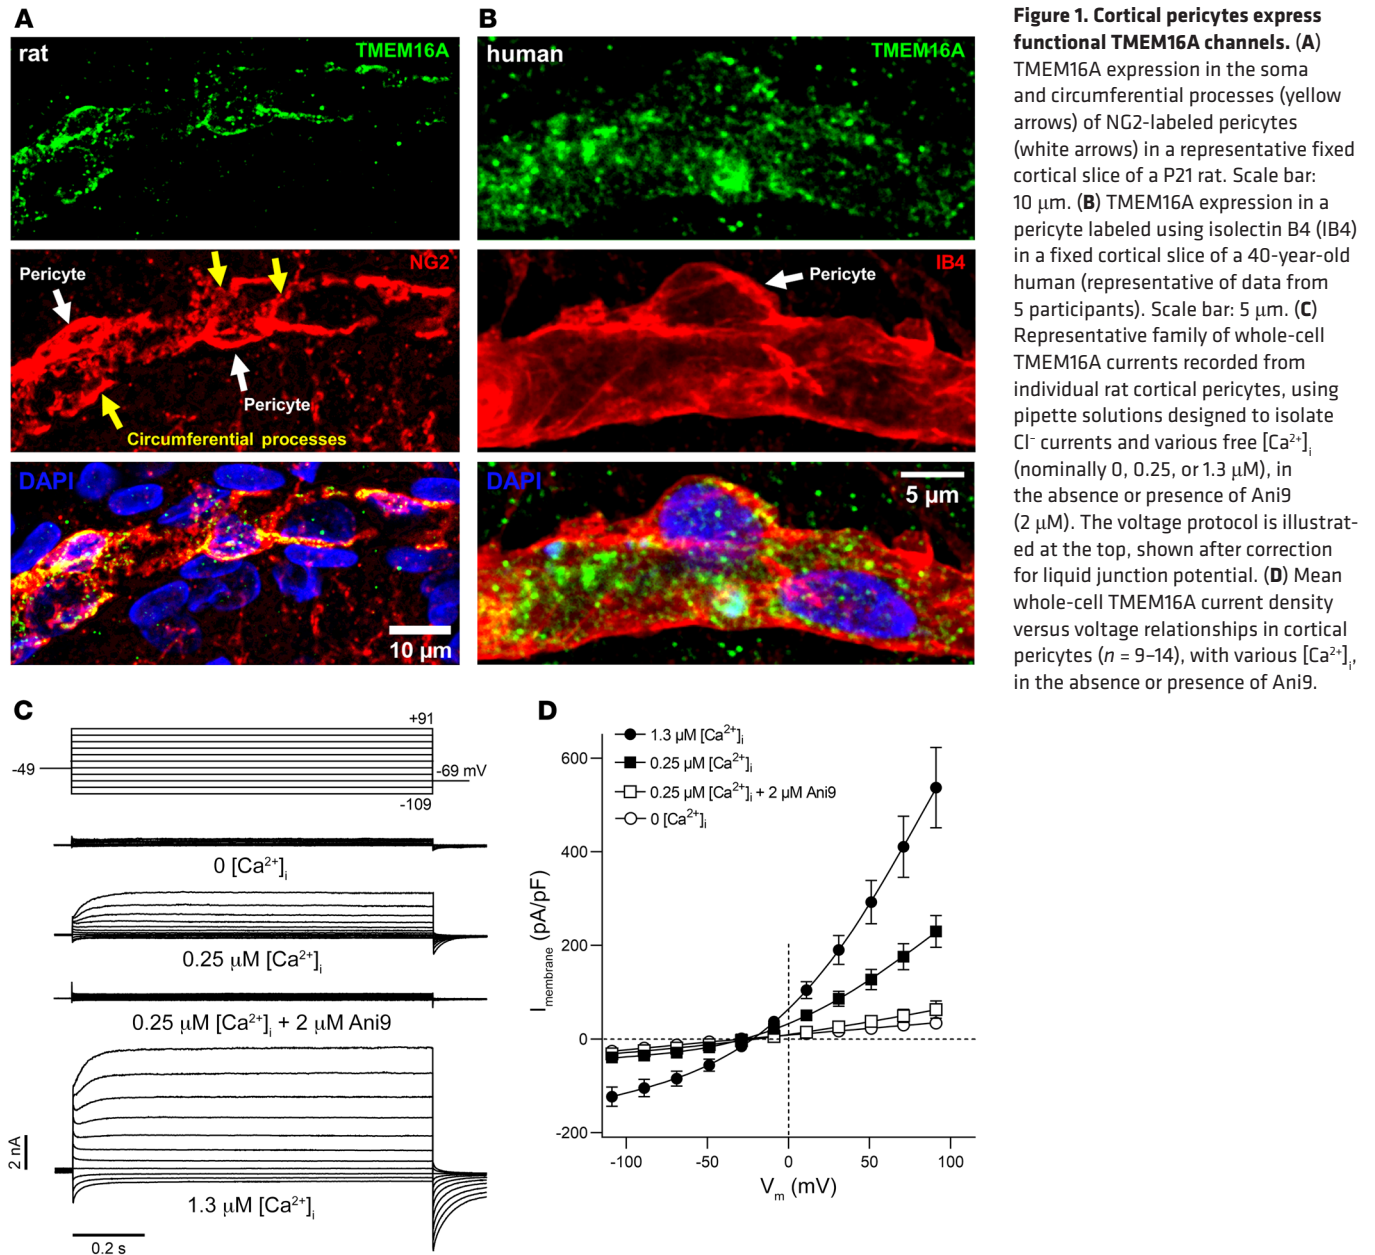 A
B
rat
TMEM16A
human
TMEM16A
NG2
Pericyte
Pericyte
Circumferential processes
IB4
Pericyte
DAPI
10 µm
DAPI
5 µm
Figure 1. Cortical pericytes express
functional TMEM16A channels. (A)
TMEM16A expression in the soma
and circumferential processes (yellow
arrows) of NG2-labeled pericytes
(white arrows) in a representative fixed
cortical slice of a P21 rat. Scale bar:
10 μm. (B) TMEM16A expression in a
pericyte labeled using isolectin B4 (IB4)
in a fixed cortical slice of a 40-year-old
human (representative of data from
5 participants). Scale bar: 5 μm. (C)
Representative family of whole-cell
TMEM16A currents recorded from
individual rat cortical pericytes, using
pipette solutions designed to isolate
Cl⁻ currents and various free [Ca²⁺]ᵢ
(nominally 0, 0.25, or 1.3 μM), in
the absence or presence of Ani9
(2 μM). The voltage protocol is illustrat-
ed at the top, shown after correction
for liquid junction potential. (D) Mean
whole-cell TMEM16A current density
versus voltage relationships in cortical
pericytes (n = 9–14), with various [Ca²⁺]ᵢ,
in the absence or presence of Ani9.
C
+91
-49
-69 mV
-109
0 [Ca²⁺]ᵢ
0.25 μM [Ca²⁺]ᵢ
0.25 μM [Ca²⁺]ᵢ + 2 μM Ani9
2 nA
1.3 μM [Ca²⁺]ᵢ
0.2 s
D
1.3 µM [Ca²⁺]ᵢ
0.25 µM [Ca²⁺]ᵢ
0.25 µM [Ca²⁺]ᵢ + 2 µM Ani9
0 [Ca²⁺]ᵢ
Imembrane (pA/pF)
600
400
200
0
-200
-100
-50
0
50
100
Vm (mV)